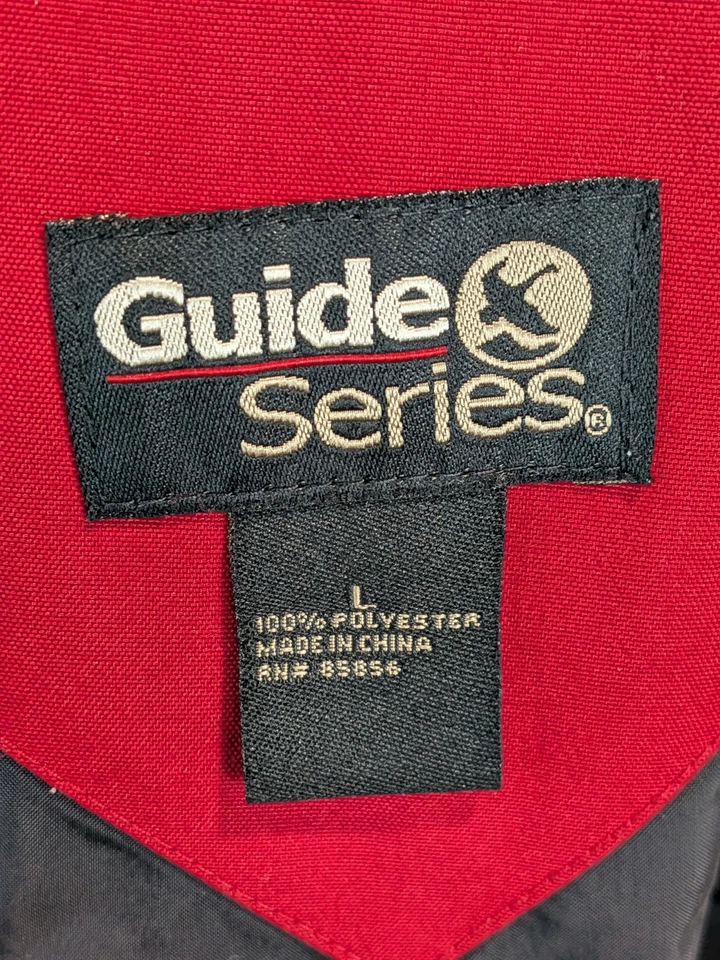 Guide
Series®
L
100% POLYESTER
MADE IN CHINA
RN# 85856